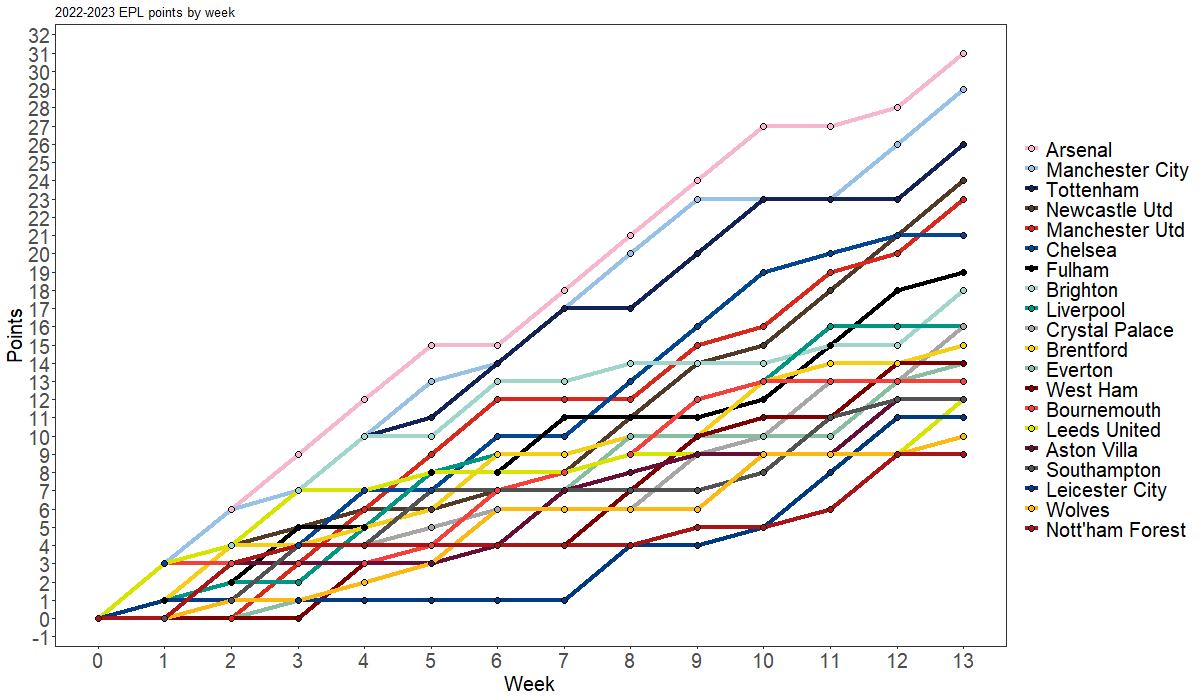 2022-2023 EPL points by week
32
31
30
29
28
27
26
25
24
23
22
21
20
19
18
17
16
15
14
13
12
11
10
9
8
7
6
5
4
3
2
1
0
-1
Points
0 1 2 3 4 5 6 7 8 9 10 11 12 13
Week
Arsenal
Manchester City
Tottenham
Newcastle Utd
Manchester Utd
Chelsea
Fulham
Brighton
Liverpool
Crystal Palace
Brentford
Everton
West Ham
Bournemouth
Leeds United
Aston Villa
Southampton
Leicester City
Wolves
Nott'ham Forest